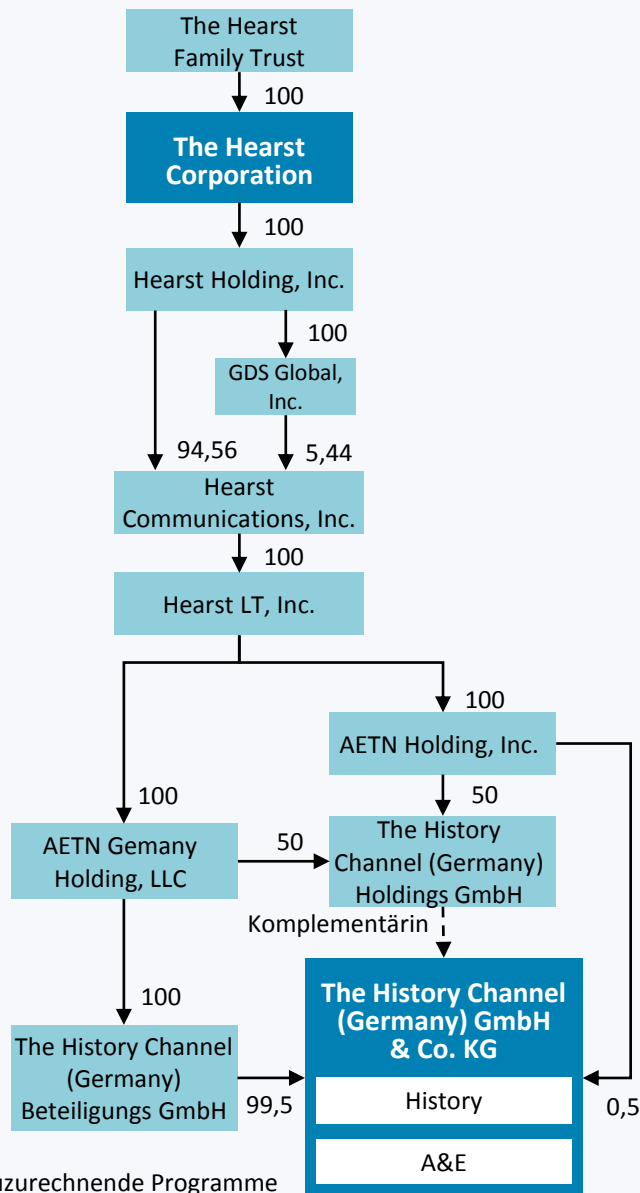 The Hearst
Family Trust
100
The Hearst
Corporation
100
Hearst Holding, Inc.
100
GDS Global,
Inc.
94,56
5,44
Hearst
Communications, Inc.
100
Hearst LT, Inc.
100
AETN Holding, Inc.
100
50
AETN Gemany
Holding, LLC
50
The History
Channel (Germany)
Holdings GmbH
Komplementärin
100
The History Channel
(Germany)
Beteiligungs GmbH
99,5
The History Channel
(Germany) GmbH
& Co. KG
History
A&E
0,5
uzurechnende Programme